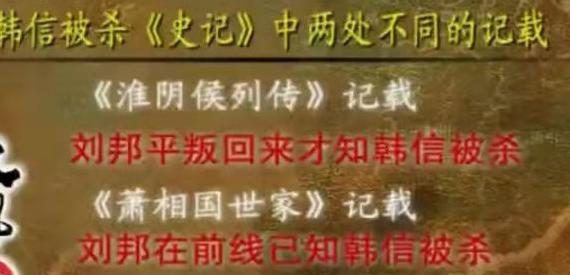 韩信被杀《史记》中两处不同的记载
《淮阴侯列传》记载
刘邦平叛回来才知韩信被杀
《萧相国世家》记载
刘邦在前线已知韩信被杀